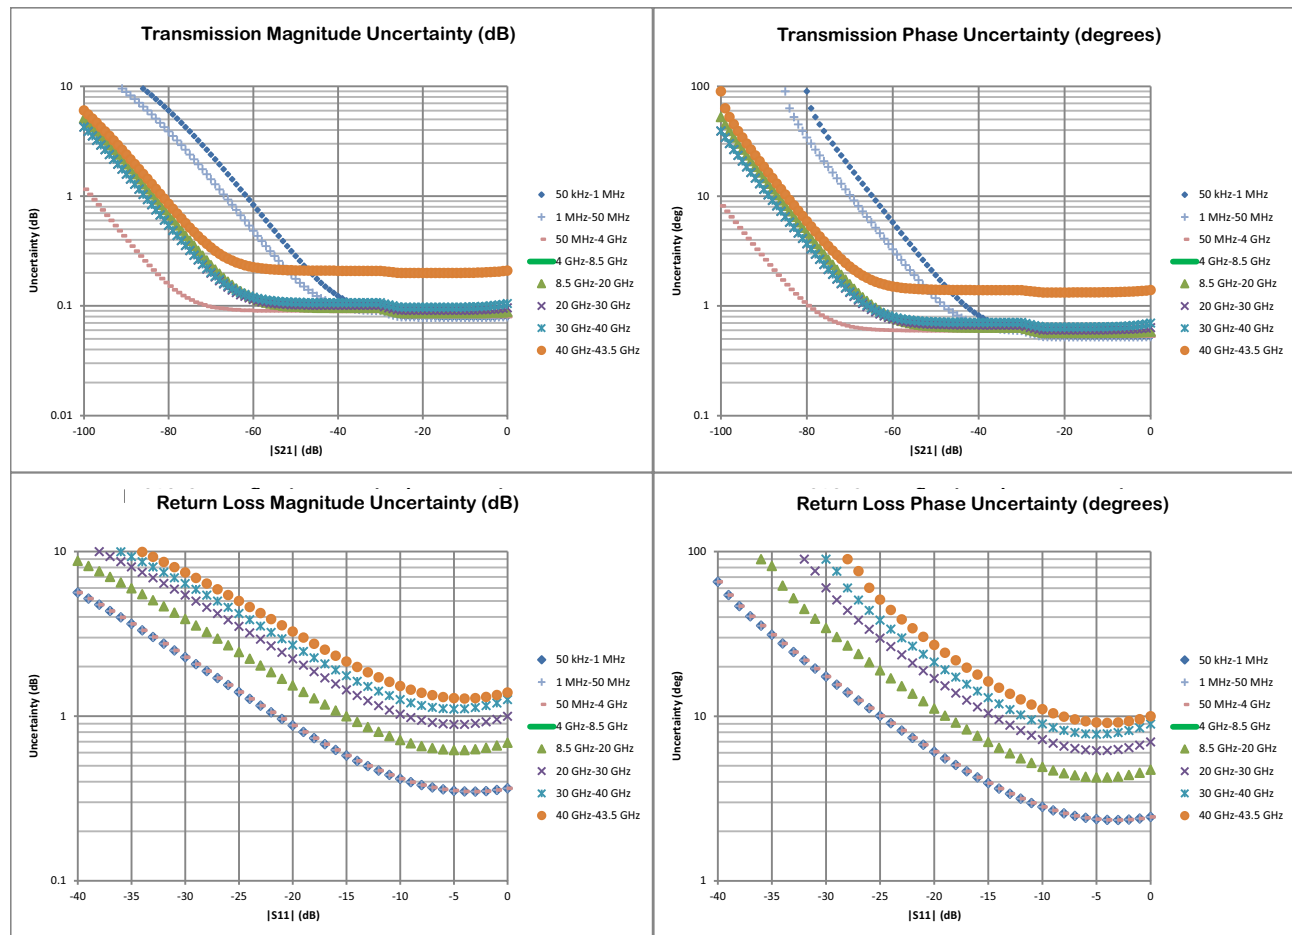 Transmission Magnitude Uncertainty (dB)
Uncertainty (dB)
10
1
0.1
0.01
-100
-80
-60
-40
-20
0
|S21| (dB)
50 kHz-1 MHz
1 MHz-50 MHz
50 MHz-4 GHz
4 GHz-8.5 GHz
8.5 GHz-20 GHz
20 GHz-30 GHz
30 GHz-40 GHz
40 GHz-43.5 GHz
Transmission Phase Uncertainty (degrees)
Uncertainty (deg)
100
10
1
0.1
-100
-80
-60
-40
-20
0
|S21| (dB)
50 kHz-1 MHz
1 MHz-50 MHz
50 MHz-4 GHz
4 GHz-8.5 GHz
8.5 GHz-20 GHz
20 GHz-30 GHz
30 GHz-40 GHz
40 GHz-43.5 GHz
Return Loss Magnitude Uncertainty (dB)
Uncertainty (dB)
10
1
0.1
-40
-35
-30
-25
-20
-15
-10
-5
0
|S11| (dB)
50 kHz-1 MHz
1 MHz-50 MHz
50 MHz-4 GHz
4 GHz-8.5 GHz
8.5 GHz-20 GHz
20 GHz-30 GHz
30 GHz-40 GHz
40 GHz-43.5 GHz
Return Loss Phase Uncertainty (degrees)
Uncertainty (deg)
100
10
1
-40
-35
-30
-25
-20
-15
-10
-5
0
|S11| (dB)
50 kHz-1 MHz
1 MHz-50 MHz
50 MHz-4 GHz
4 GHz-8.5 GHz
8.5 GHz-20 GHz
20 GHz-30 GHz
30 GHz-40 GHz
40 GHz-43.5 GHz